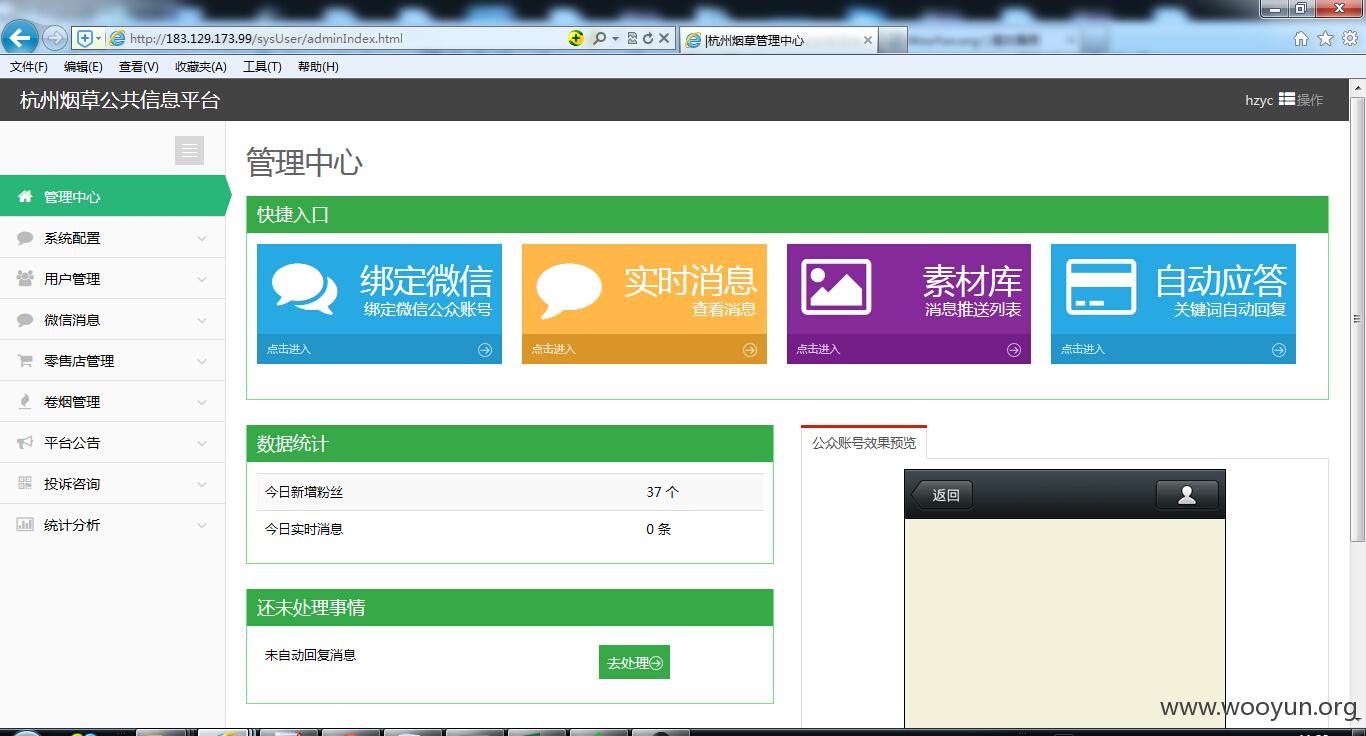 http://183.129.173.99/sysUser/adminIndex.html
杭州烟草管理中心
文件(F) 编辑(E) 查看(V) 收藏夹(A) 工具(T) 帮助(H)
杭州烟草公共信息平台
hzyc 操作
管理中心
系统配置
用户管理
微信消息
零售店管理
卷烟管理
平台公告
投诉咨询
统计分析
管理中心
快捷入口
绑定微信
绑定微信公众账号
点击进入
实时消息
查看消息
点击进入
素材库
消息推送列表
点击进入
自动应答
关键词自动回复
点击进入
数据统计
今日新增粉丝 37 个
今日实时消息 0 条
还未处理事情
未自动回复消息
去处理
公众账号效果预览
返回
www.wooyun.org